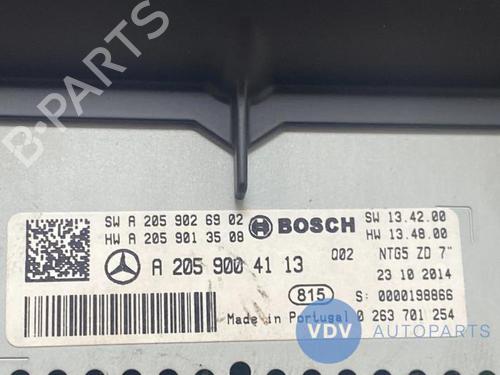 B-PARTS
SW A 205 902 69 02 BOSCH SW 13.42.00
HW A 205 901 35 08 HW 13.48.00
A 205 900 41 13 Q02 NTG5 ZD 7"
23 10 2014
815 S: 0000198866
Made in Portugal 0 263 701 254
VDV AUTOPARTS